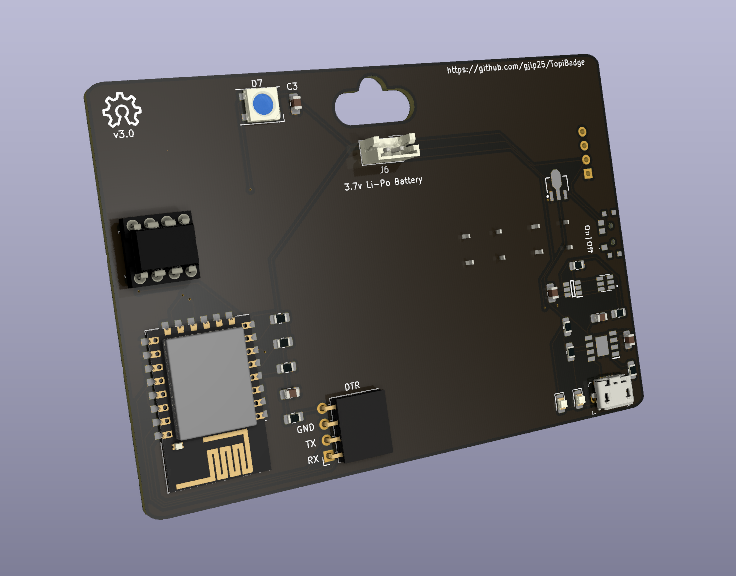 https://github.com/gjlp25/TopiBadge
D7
C3
v3.0
J6
3.7v Li-Po Battery
On/Off
DTR
GND
TX
RX